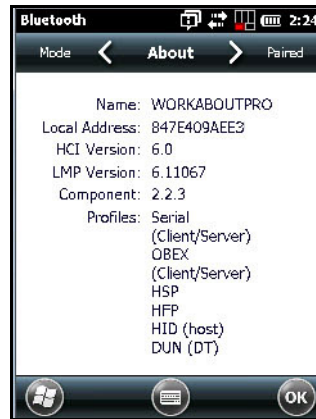 Bluetooth 2:24
Mode About Paired
Name: WORKABOUTPRO
Local Address: 847E409AEE3
HCI Version: 6.0
LMP Version: 6.11067
Component: 2.2.3
Profiles: Serial
(Client/Server)
OBEX
(Client/Server)
HSP
HFP
HID (host)
DUN (DT)
OK